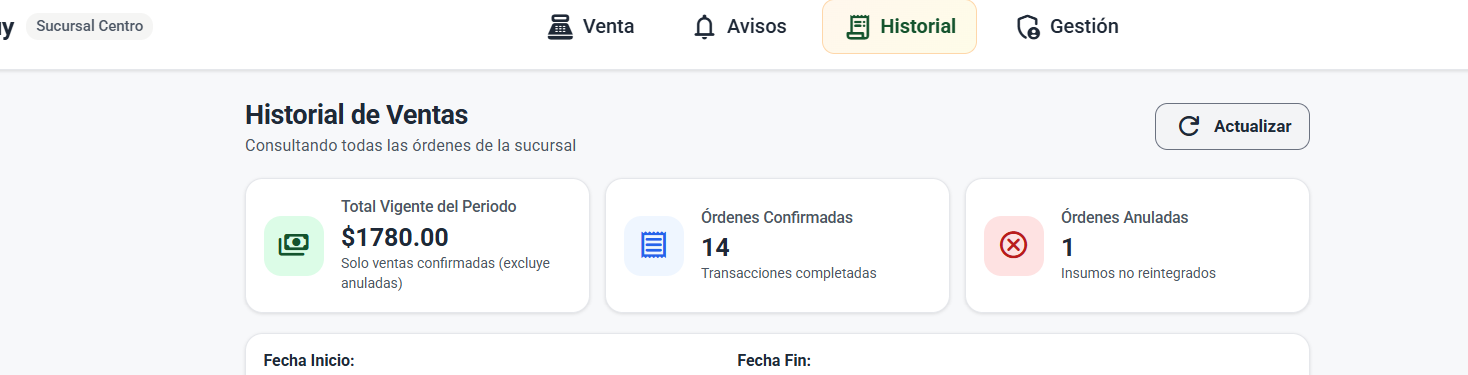 Sucursal Centro
Venta
Avisos
Historial
Gestión
Historial de Ventas
Consultando todas las órdenes de la sucursal
Actualizar
Total Vigente del Periodo
$1780.00
Solo ventas confirmadas (excluye
anuladas)
Órdenes Confirmadas
14
Transacciones completadas
Órdenes Anuladas
1
Insumos no reintegrados
Fecha Inicio:
Fecha Fin: